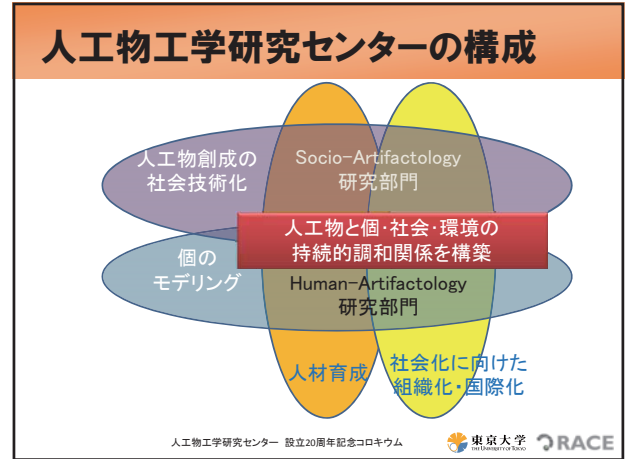 人工物工学研究センターの構成
人工物創成の
社会技術化
Socio-Artifactology
研究部門
人工物と個・社会・環境の
持続的調和関係を構築
個の
モデリング
Human-Artifactology
研究部門
人材育成
社会化に向けた
組織化・国際化
人工物工学研究センター 設立20周年記念コロキウム
東京大学
THE UNIVERSITY OF TOKYO
RACE